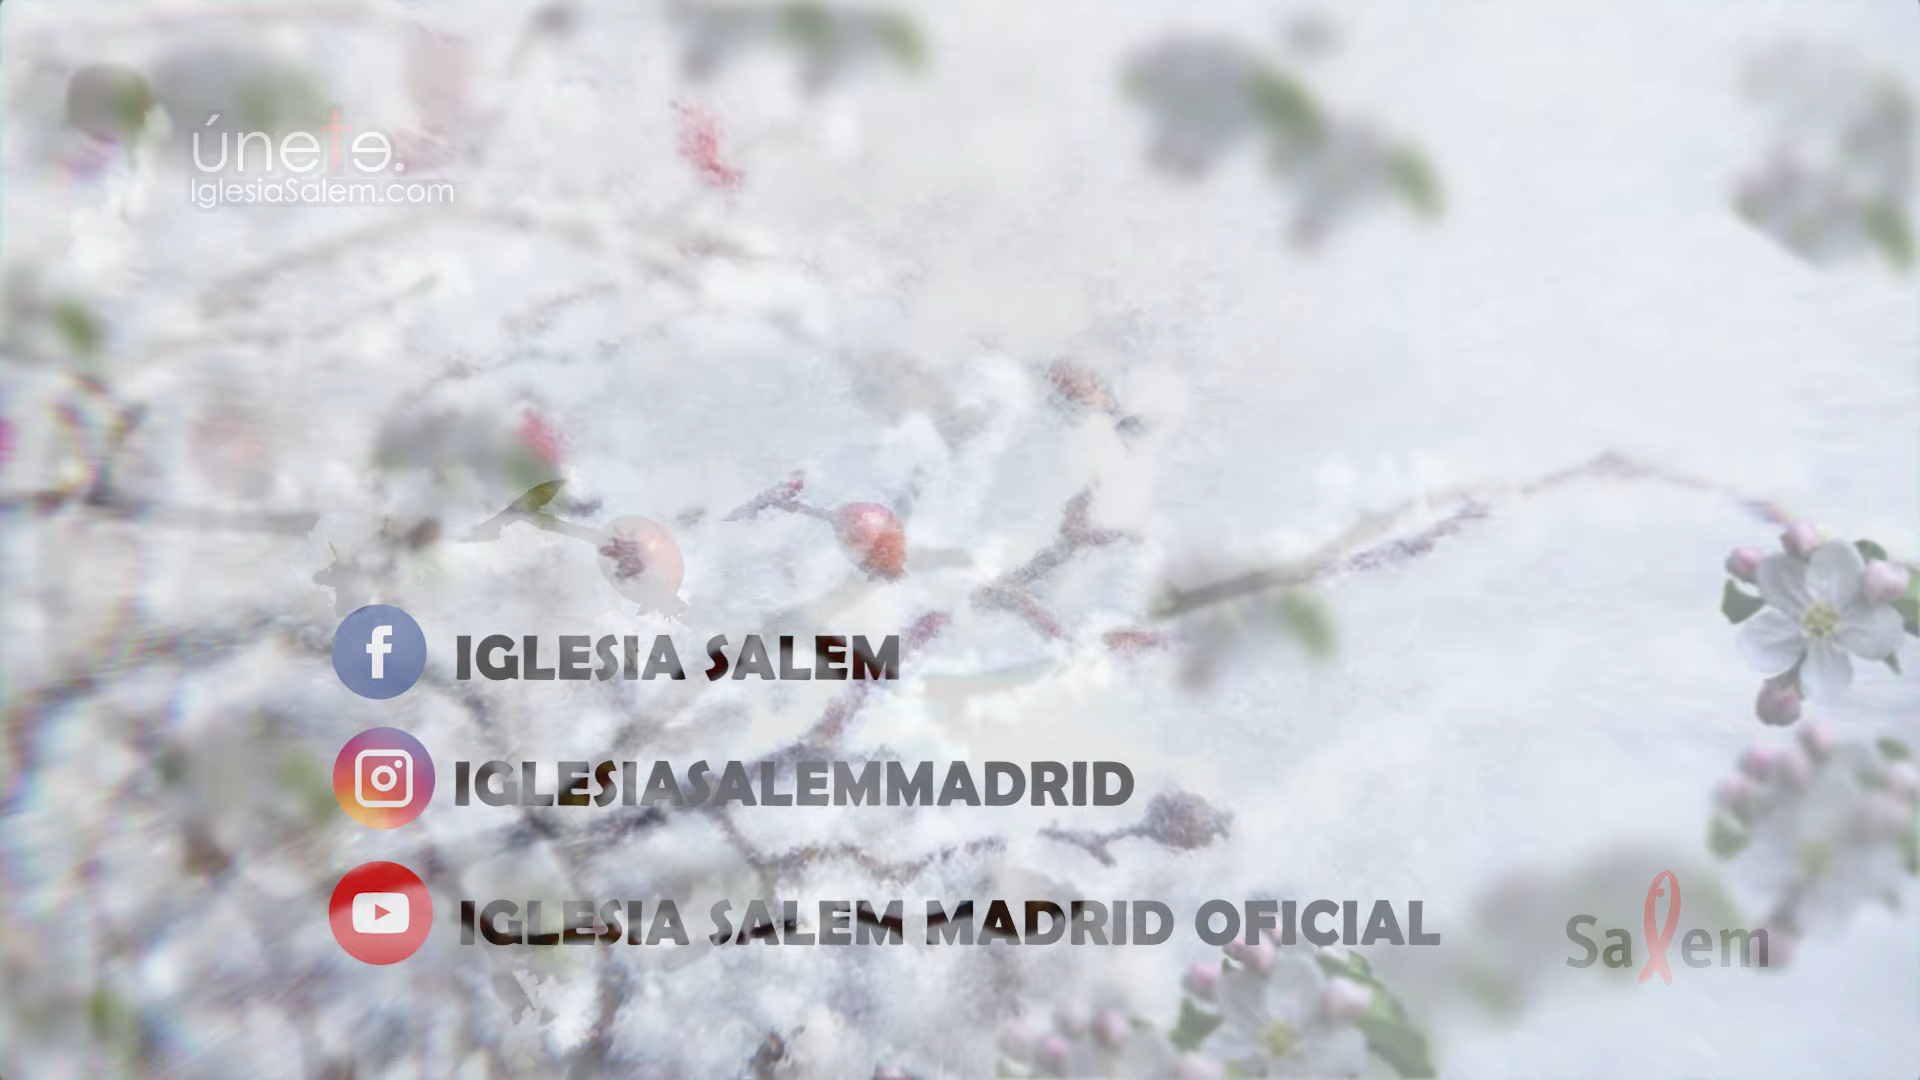 únete.
IglesiaSalem.com
IGLESIA SALEM
IGLESIASALEMMADRID
IGLESIA SALEM MADRID OFICIAL
Salem